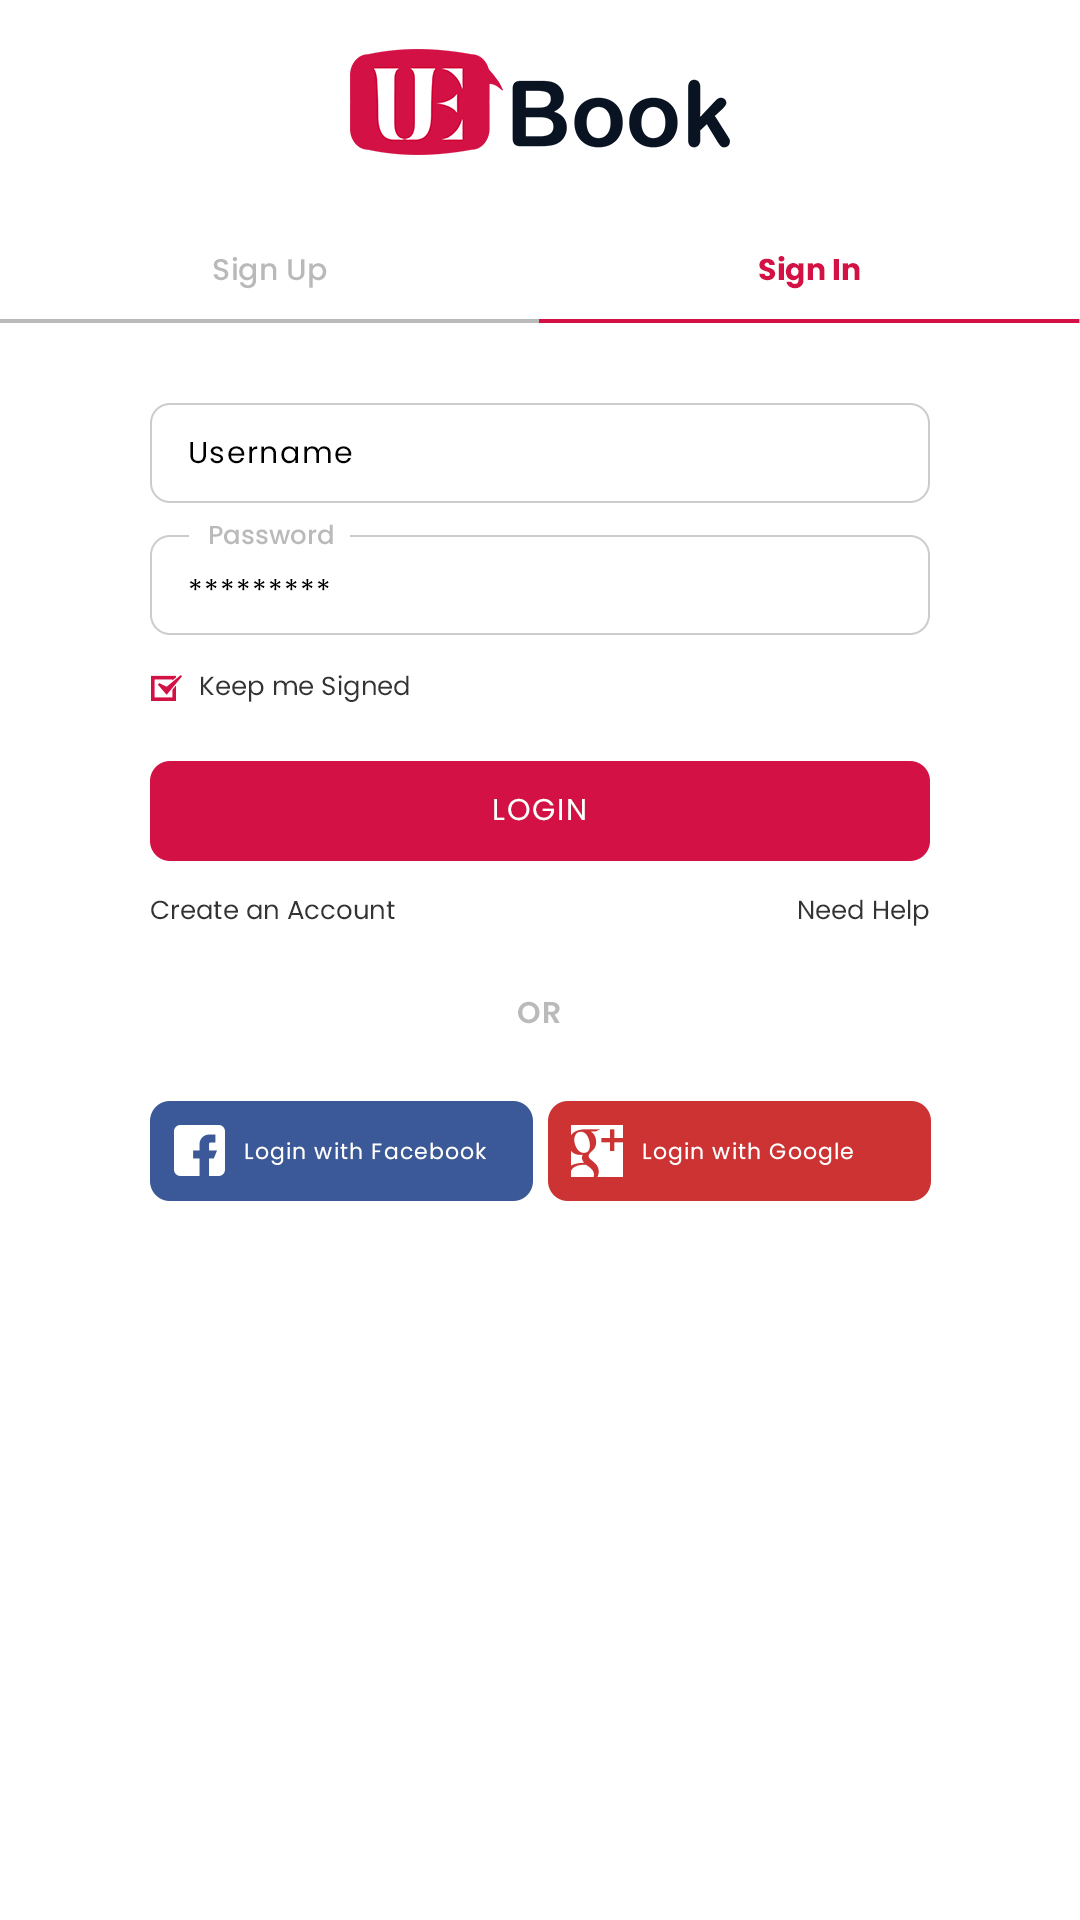 UE Book
Sign Up
Sign In
Username
Password
*********
Keep me Signed
LOGIN
Create an Account
Need Help
OR
Login with Facebook
g+ Login with Google